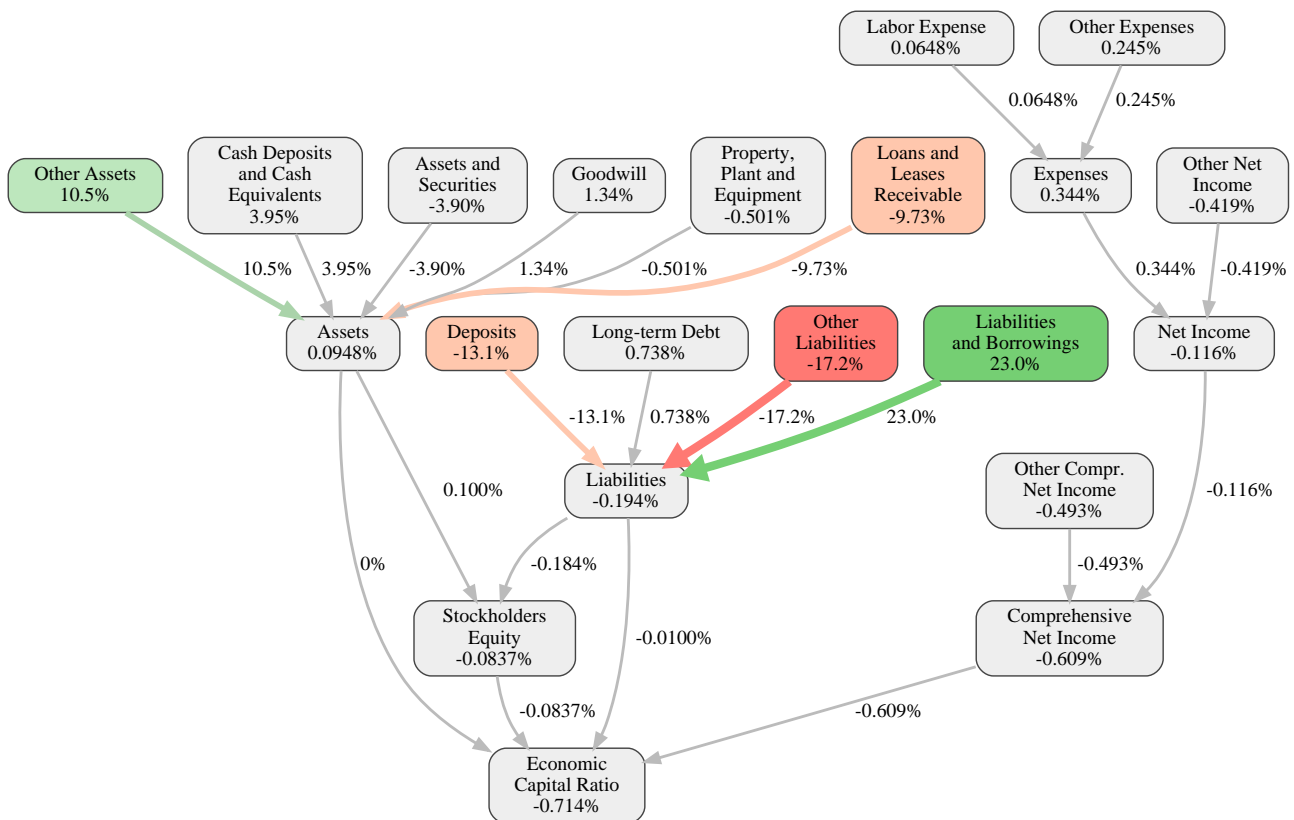 Labor Expense
0.0648%
Other Expenses
0.245%
0.0648%
0.245%
Other Assets
10.5%
Cash Deposits
and Cash
Equivalents
3.95%
Assets and
Securities
-3.90%
Goodwill
1.34%
Property,
Plant and
Equipment
-0.501%
Loans and
Leases
Receivable
-9.73%
Expenses
0.344%
Other Net
Income
-0.419%
10.5%
3.95%
-3.90%
1.34%
-0.501%
-9.73%
0.344%
-0.419%
Assets
0.0948%
Deposits
-13.1%
Long-term Debt
0.738%
Other
Liabilities
-17.2%
Liabilities
and Borrowings
23.0%
Net Income
-0.116%
-13.1%
0.738%
-17.2%
23.0%
Liabilities
-0.194%
Other Compr.
Net Income
-0.493%
0.100%
-0.116%
0%
-0.184%
-0.493%
Stockholders
Equity
-0.0837%
-0.0100%
Comprehensive
Net Income
-0.609%
-0.0837%
-0.609%
Economic
Capital Ratio
-0.714%